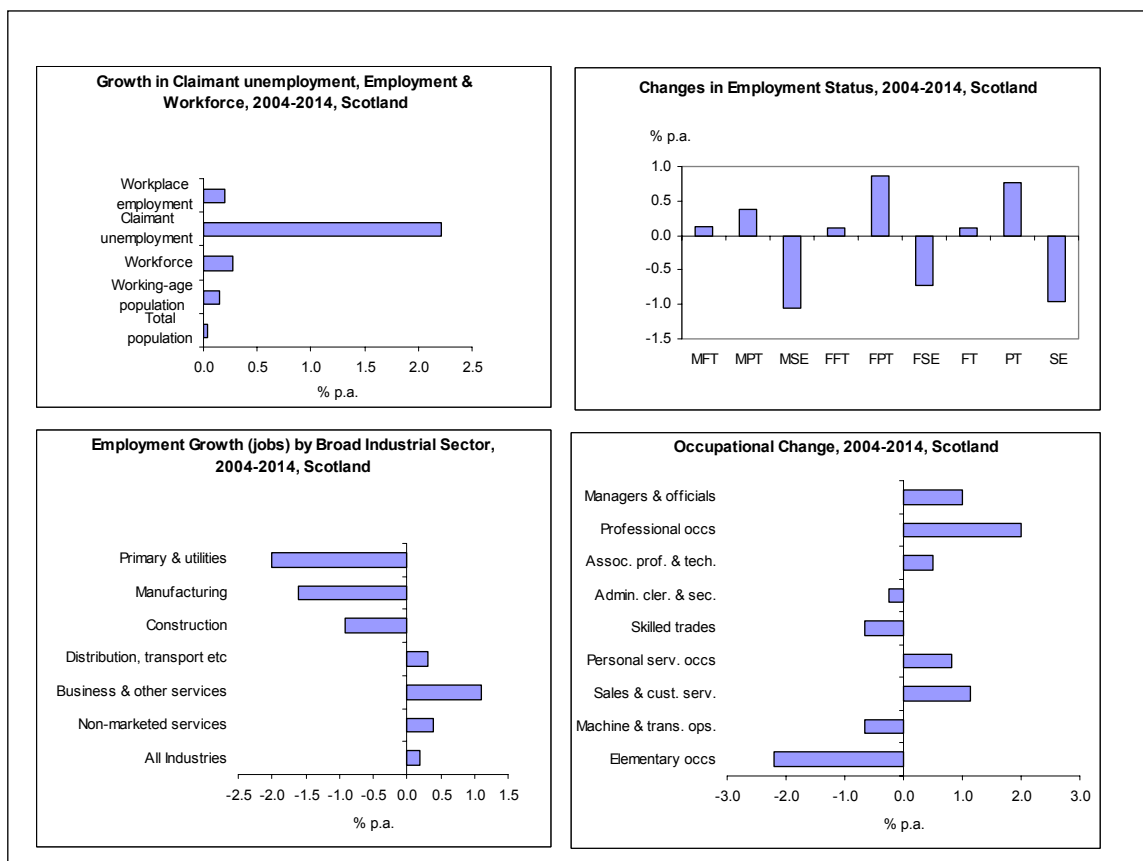 Growth in Claimant unemployment, Employment &
Workforce, 2004-2014, Scotland
Workplace
employment
Claimant
unemployment
Workforce
Working-age
population
Total
population
0.0 0.5 1.0 1.5 2.0 2.5
% p.a.
Changes in Employment Status, 2004-2014, Scotland
% p.a.
1.0
0.5
0.0
-0.5
-1.0
-1.5
MFT MPT MSE FFT FPT FSE FT PT SE
Employment Growth (jobs) by Broad Industrial Sector,
2004-2014, Scotland
Primary & utilities
Manufacturing
Construction
Distribution, transport etc
Business & other services
Non-marketed services
All Industries
-2.5 -2.0 -1.5 -1.0 -0.5 0.0 0.5 1.0 1.5
% p.a.
Occupational Change, 2004-2014, Scotland
Managers & officials
Professional occs
Assoc. prof. & tech.
Admin. cler. & sec.
Skilled trades
Personal serv. occs
Sales & cust. serv.
Machine & trans. ops.
Elementary occs
-3.0 -2.0 -1.0 0.0 1.0 2.0 3.0
% p.a.